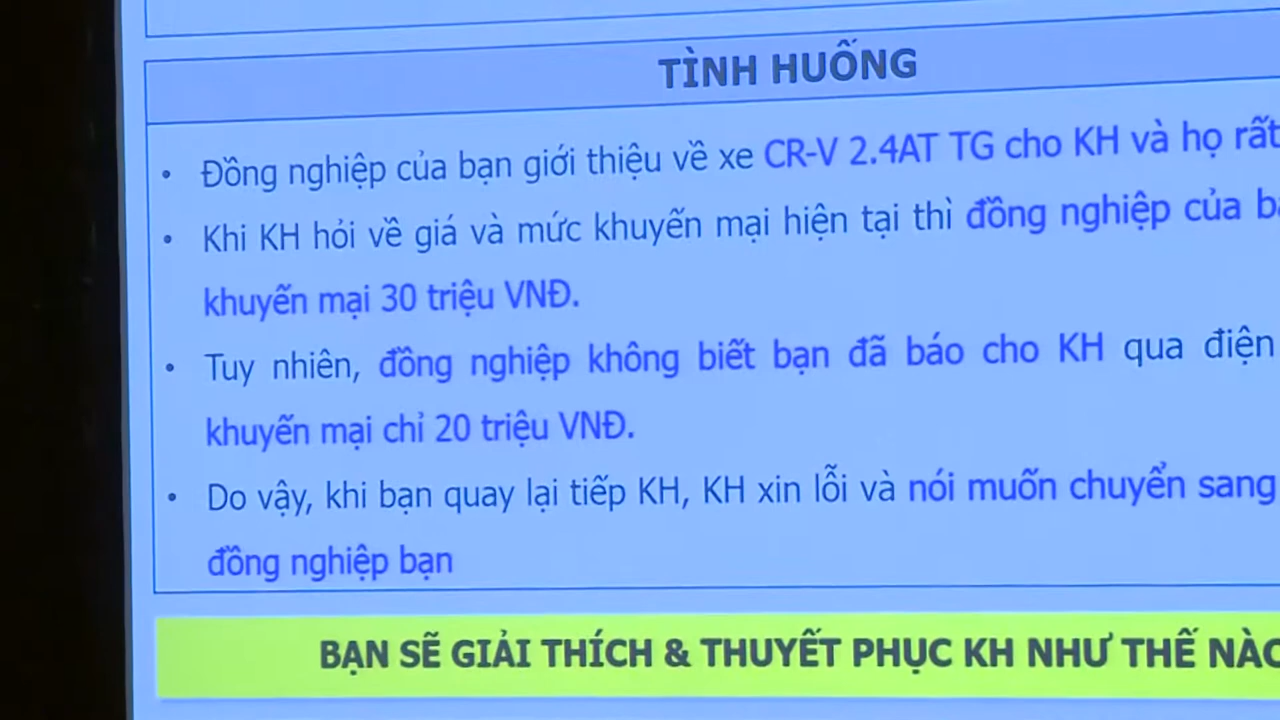 TÌNH HUỐNG
• Đồng nghiệp của bạn giới thiệu về xe CR-V 2.4AT TG cho KH và họ rất
• Khi KH hỏi về giá và mức khuyến mại hiện tại thì đồng nghiệp của
khuyến mại 30 triệu VNĐ.
• Tuy nhiên, đồng nghiệp không biết bạn đã báo cho KH qua điện
khuyến mại chỉ 20 triệu VNĐ.
• Do vậy, khi bạn quay lại tiếp KH, KH xin lỗi và nói muốn chuyển sang
đồng nghiệp bạn
BẠN SẼ GIẢI THÍCH & THUYẾT PHỤC KH NHƯ THẾ NÀO